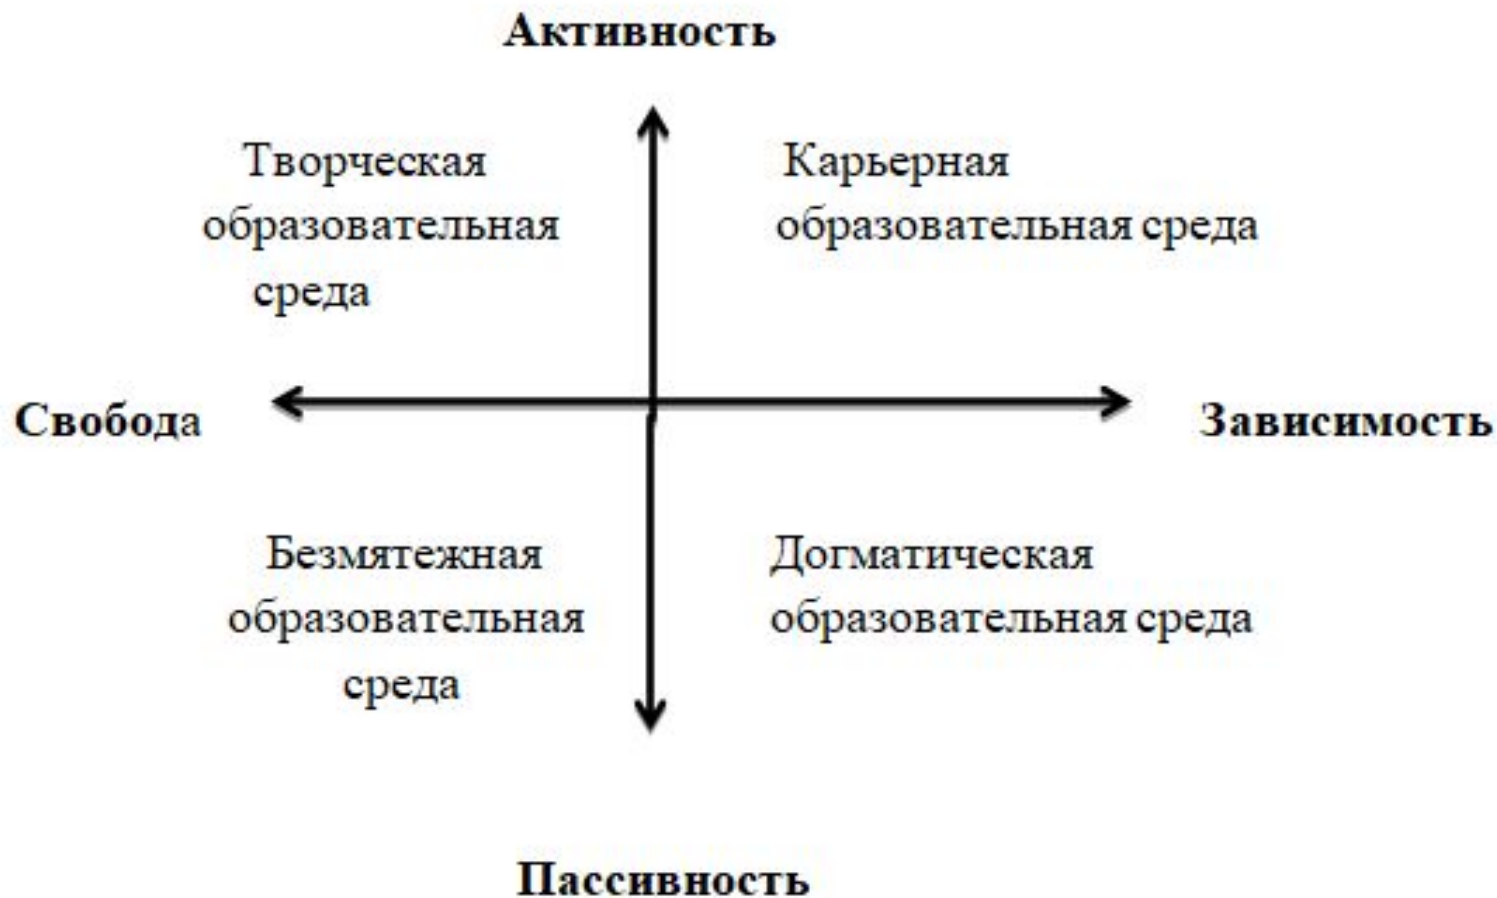 Активность
Творческая
образовательная
среда
Карьерная
образовательная среда
Свобода
Зависимость
Безмятежная
образовательная
среда
Догматическая
образовательная среда
Пассивность